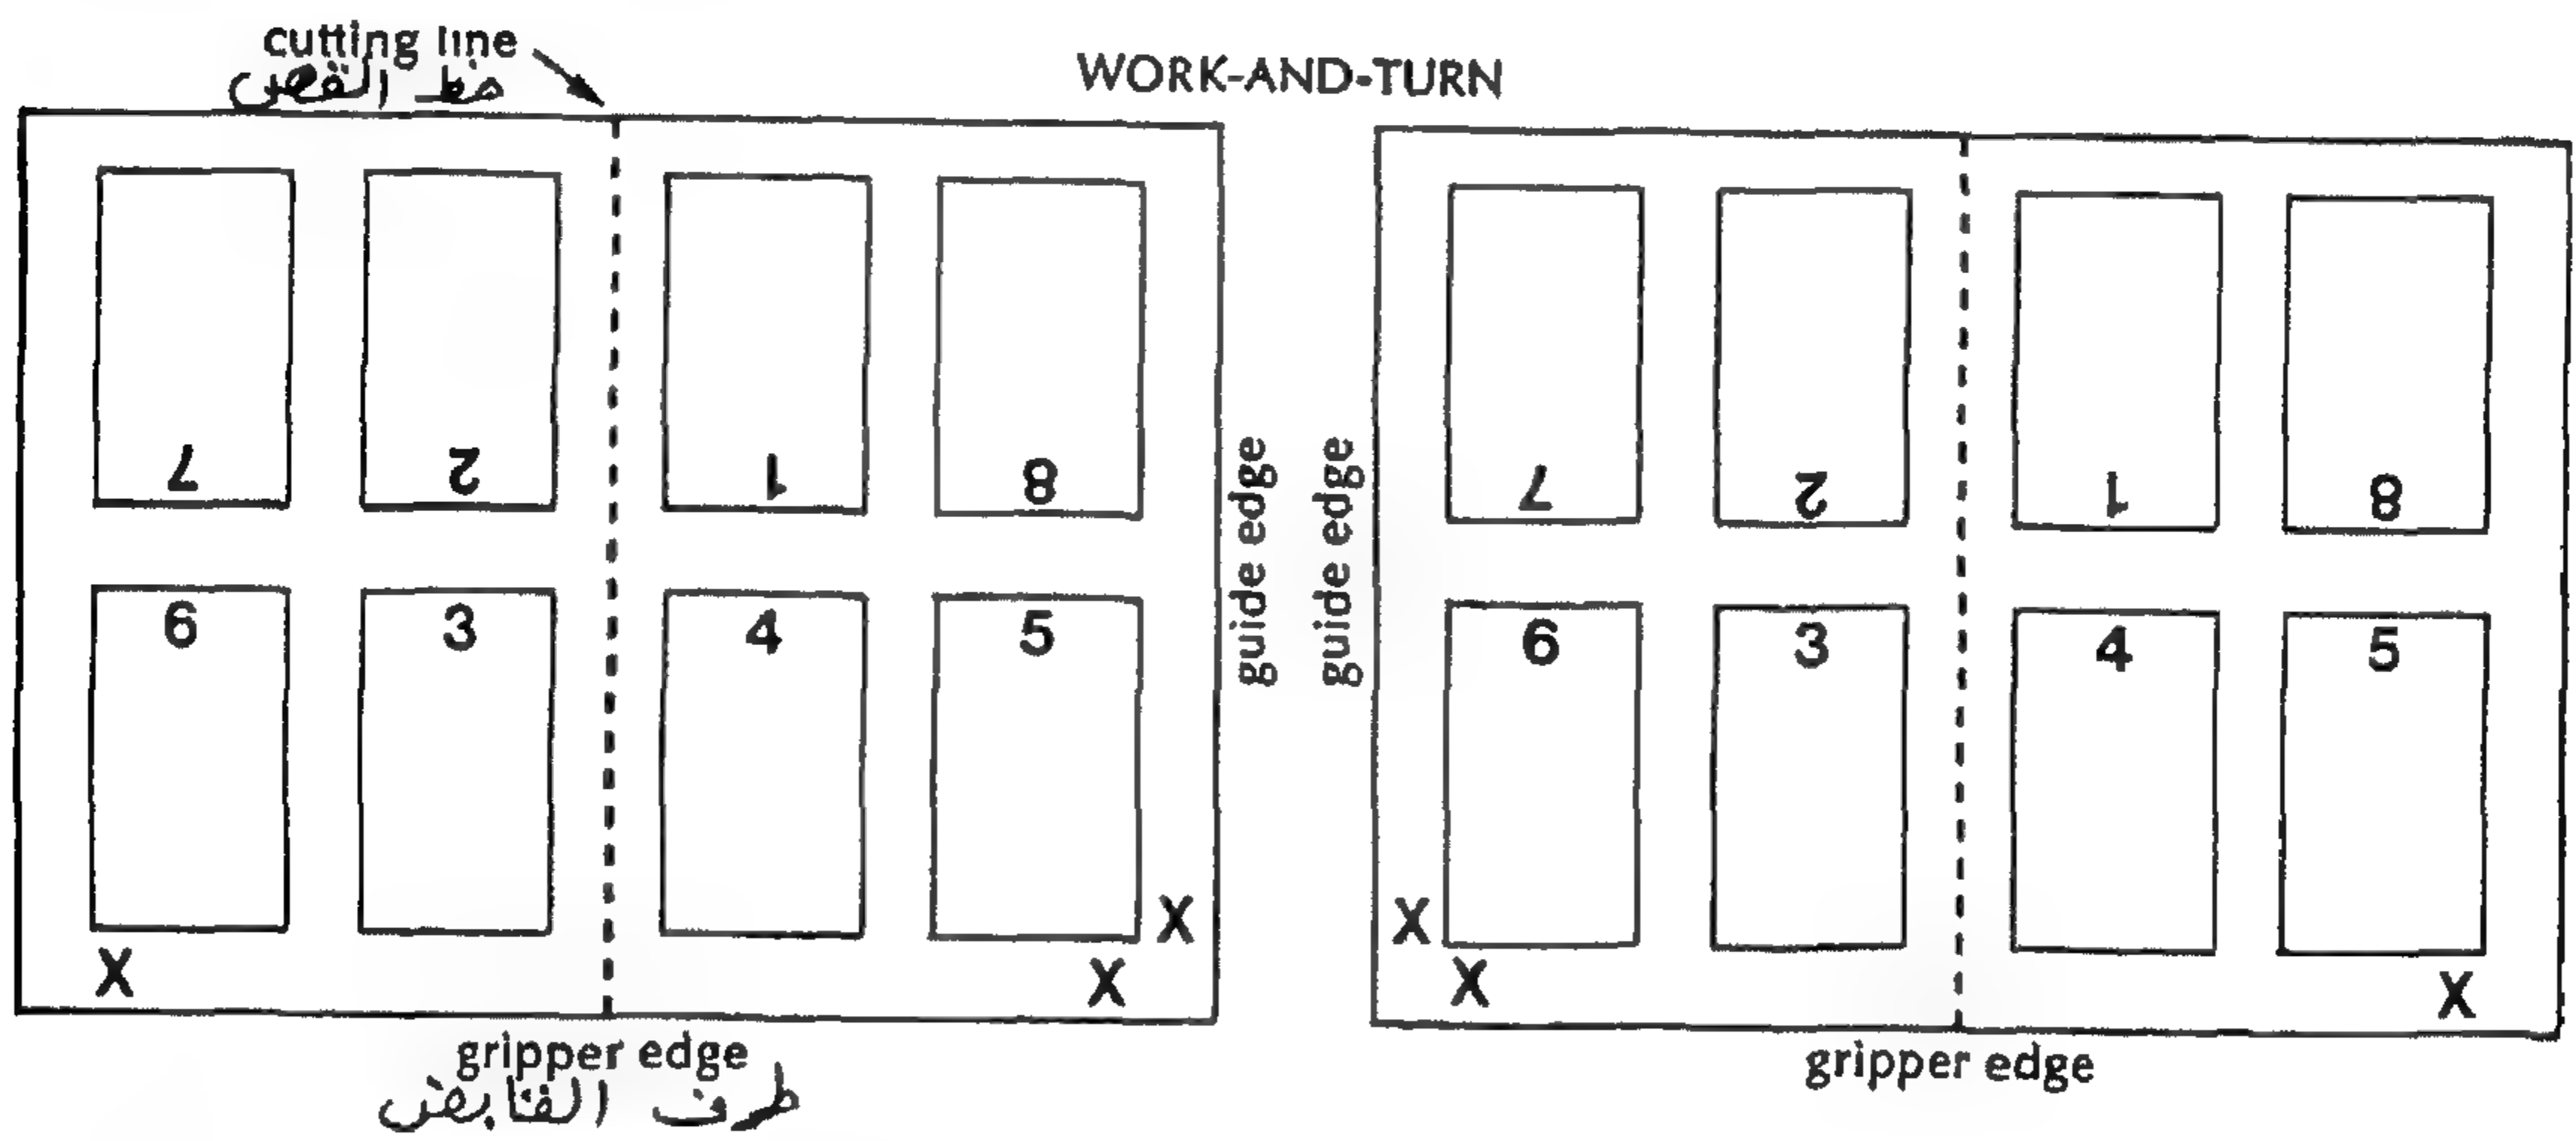 cutting line
خط القص
WORK-AND-TURN
7 2 1 8
6 3 4 5
X X X
guide edge
gripper edge
طرف القابض
guide edge
7 2 1 8
6 3 4 5
X X X
gripper edge